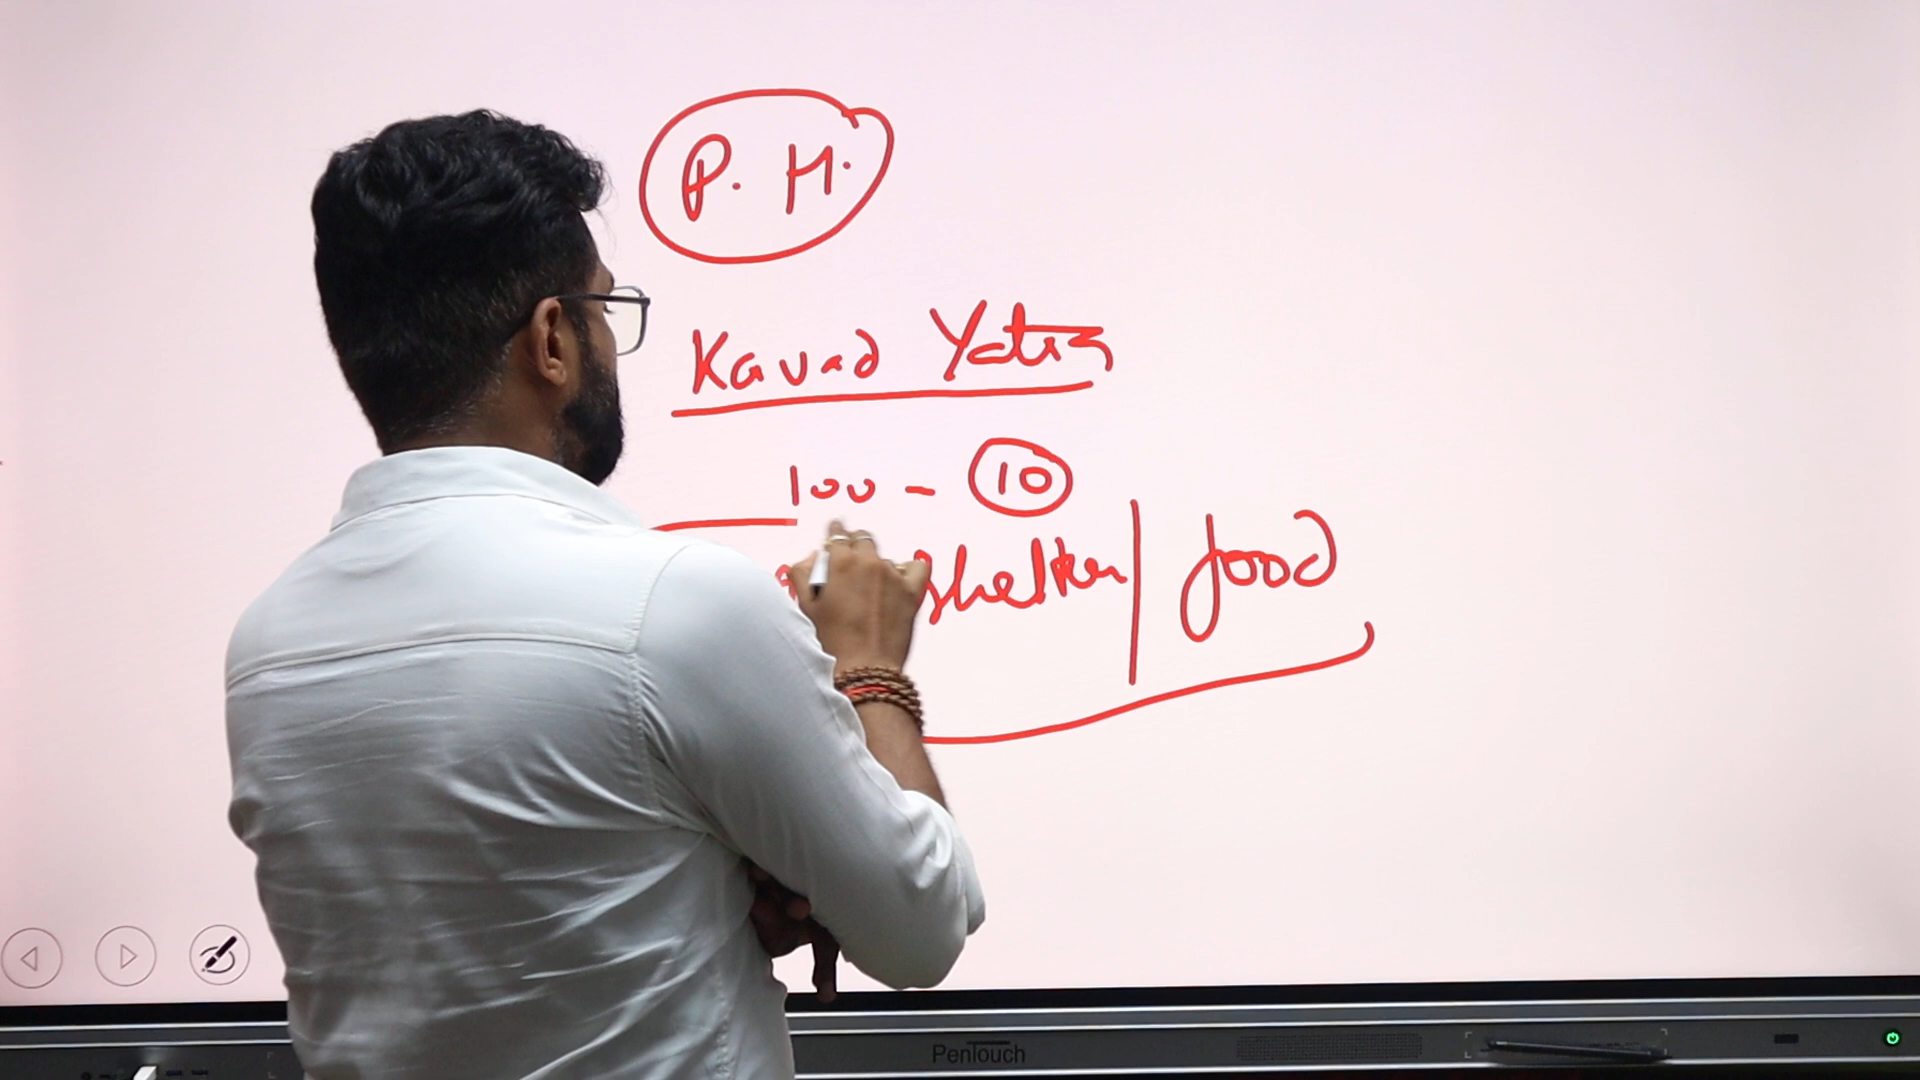 P. M.
Kavad Yatra
100 - 10
Shelter / food
PenTouch